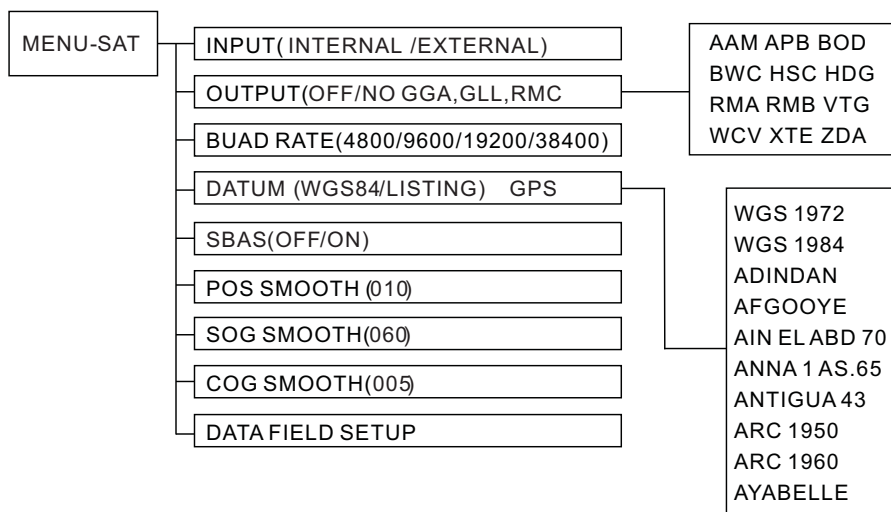 MENU-SAT
INPUT(INTERNAL /EXTERNAL)
OUTPUT(OFF/NO GGA,GLL,RMC
BUAD RATE(4800/9600/19200/38400)
DATUM (WGS84/LISTING) GPS
SBAS(OFF/ON)
POS SMOOTH (010)
SOG SMOOTH(060)
COG SMOOTH(005)
DATA FIELD SETUP
AAM APB BOD
BWC HSC HDG
RMA RMB VTG
WCV XTE ZDA
WGS 1972
WGS 1984
ADINDAN
AFGOOYE
AIN EL ABD 70
ANNA 1 AS.65
ANTIGUA 43
ARC 1950
ARC 1960
AYABELLE